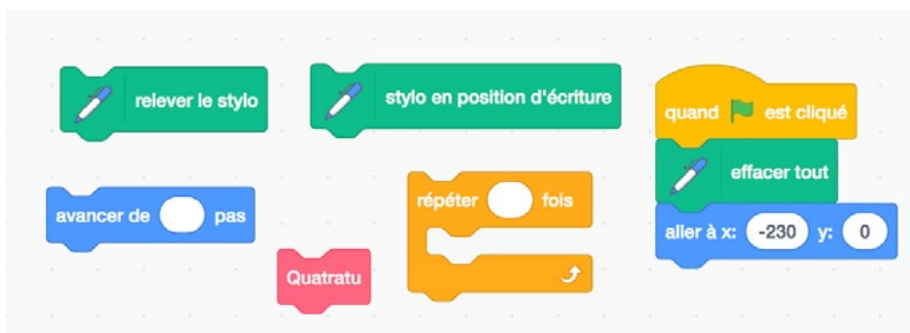 relever le stylo
stylo en position d'écriture
quand est cliqué
effacer tout
aller à x: -230 y: 0
avancer de pas
répéter fois
Quatratu